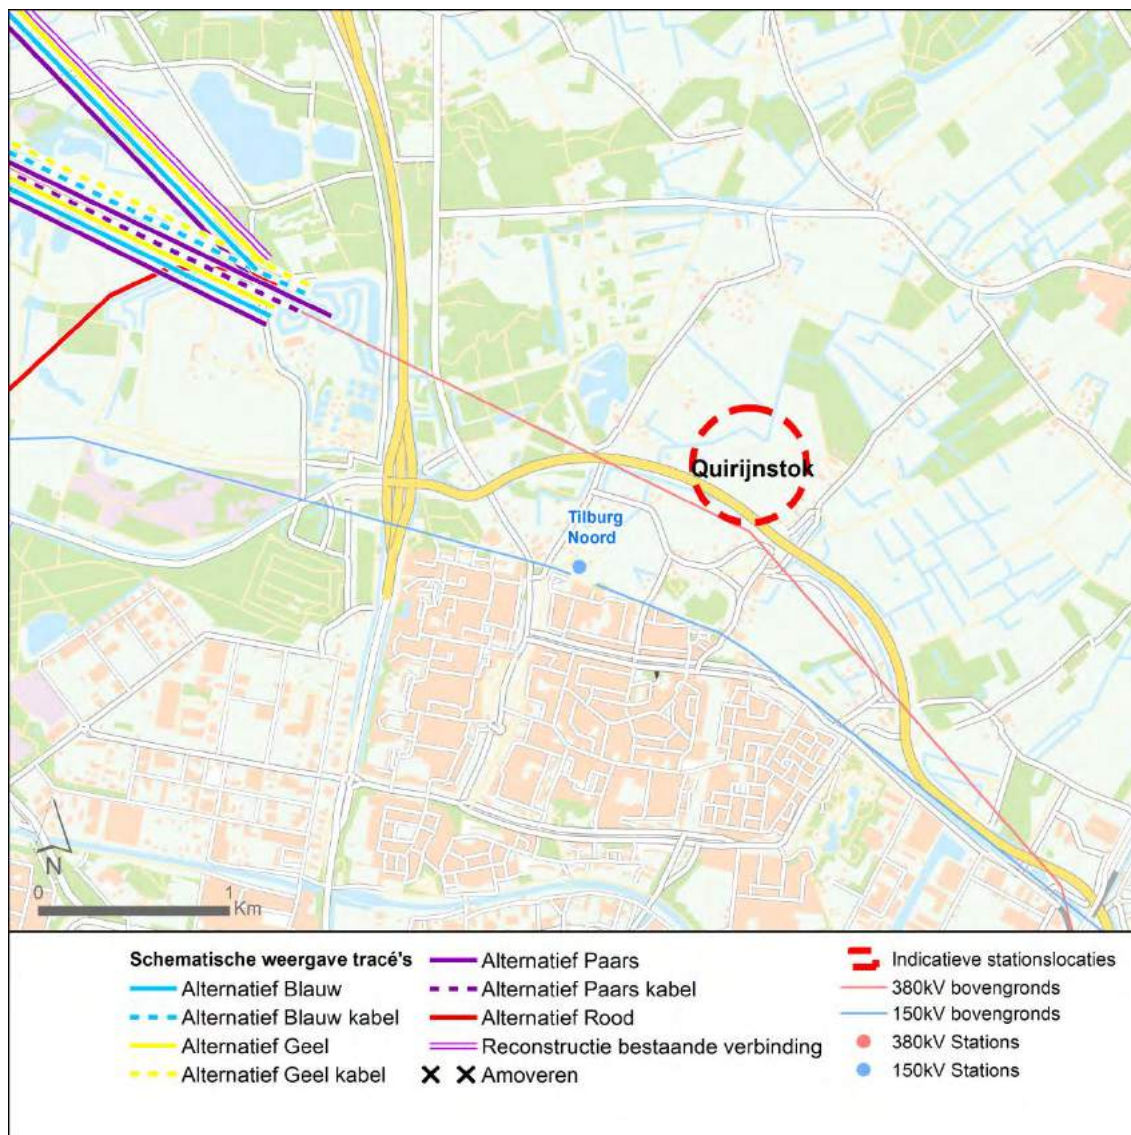 Quirijnstok
Tilburg
Noord
N
0 1
Km
Schematische weergave tracé's
Alternatief Blauw
Alternatief Blauw kabel
Alternatief Geel
Alternatief Geel kabel
Alternatief Paars
Alternatief Paars kabel
Alternatief Rood
Reconstructie bestaande verbinding
Amoveren
Indicatieve stationslocaties
380kV bovengronds
150kV bovengronds
380kV Stations
150kV Stations